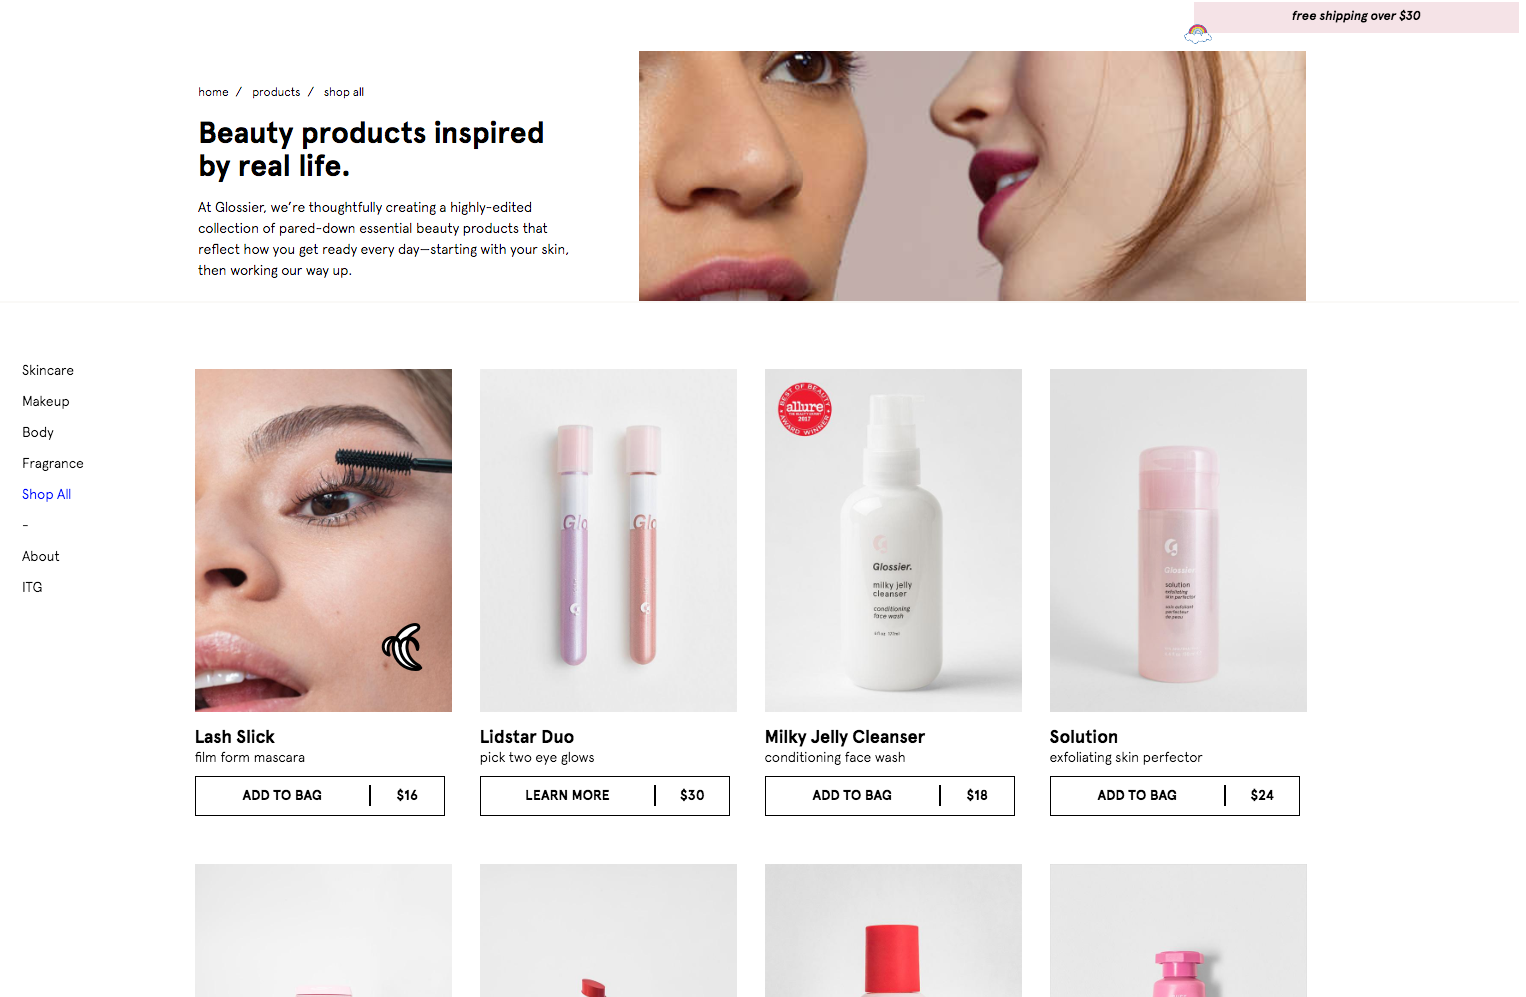 free shipping over $30
home / products / shop all
Beauty products inspired
by real life.
At Glossier, we're thoughtfully creating a highly-edited
collection of pared-down essential beauty products that
reflect how you get ready every day—starting with your skin,
then working our way up.
Skincare
Makeup
Body
Fragrance
Shop All
-
About
ITG
Glo
Glo
BEST OF BEAUTY
allure
2017
AWARD WINNER
Glossier.
milky jelly
cleanser
conditioning
face wash
Glossier.
solution
exfoliating
skin perfector
Lash Slick
film form mascara
ADD TO BAG | $16
Lidstar Duo
pick two eye glows
LEARN MORE | $30
Milky Jelly Cleanser
conditioning face wash
ADD TO BAG | $18
Solution
exfoliating skin perfector
ADD TO BAG | $24